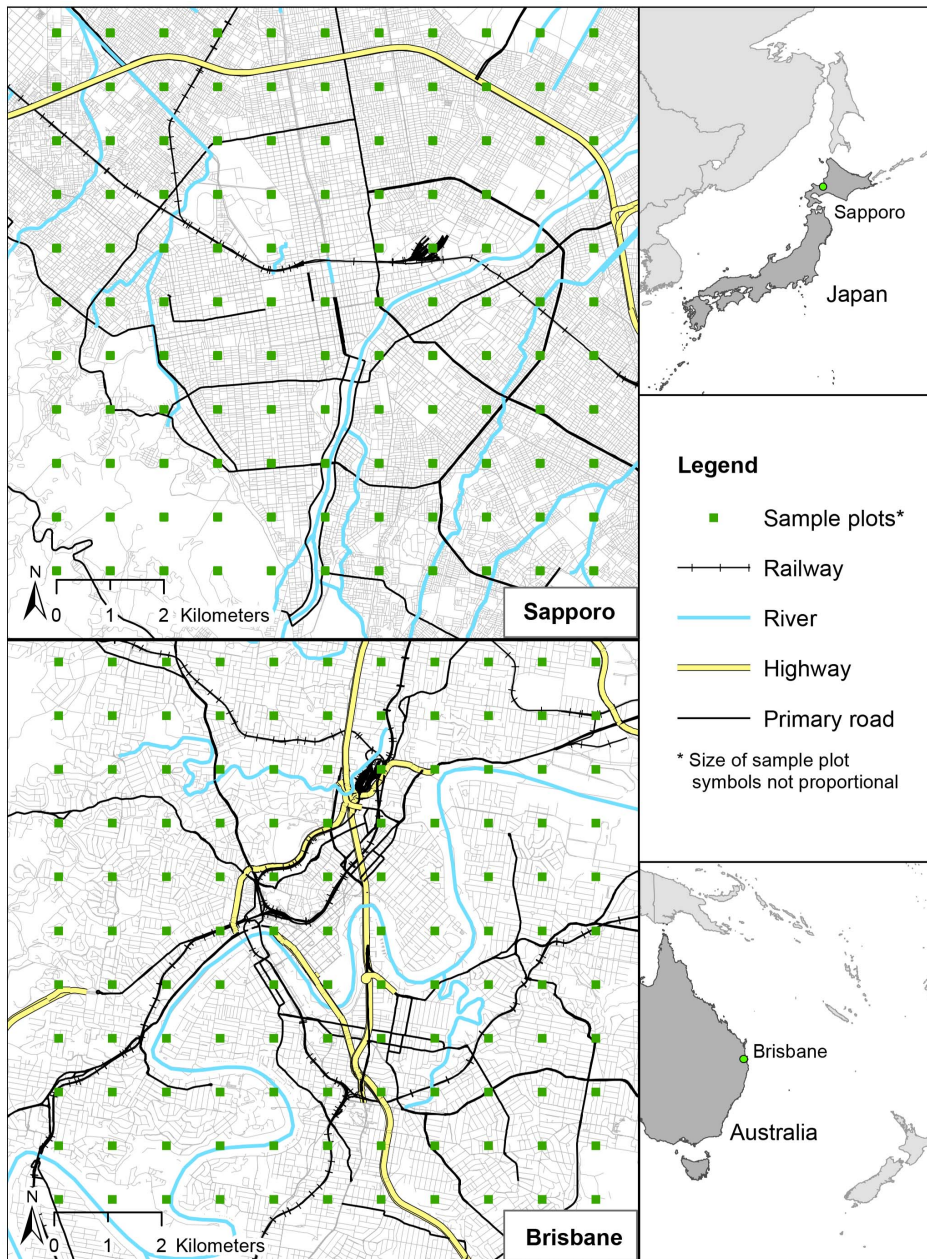 N
0 1 2 Kilometers
Sapporo
Sapporo
Japan
Legend
Sample plots*
Railway
River
Highway
Primary road
* Size of sample plot
symbols not proportional
N
0 1 2 Kilometers
Brisbane
Brisbane
Australia